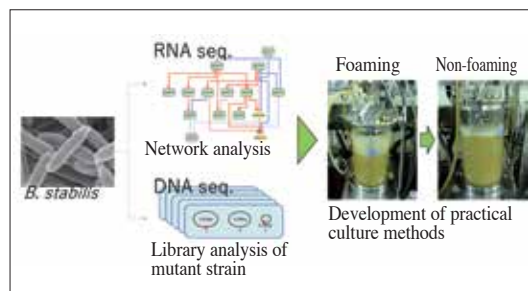 RNA seq.
Network analysis
B. stabilis
DNA seq.
Library analysis of
mutant strain
Foaming
Non-foaming
Development of practical
culture methods